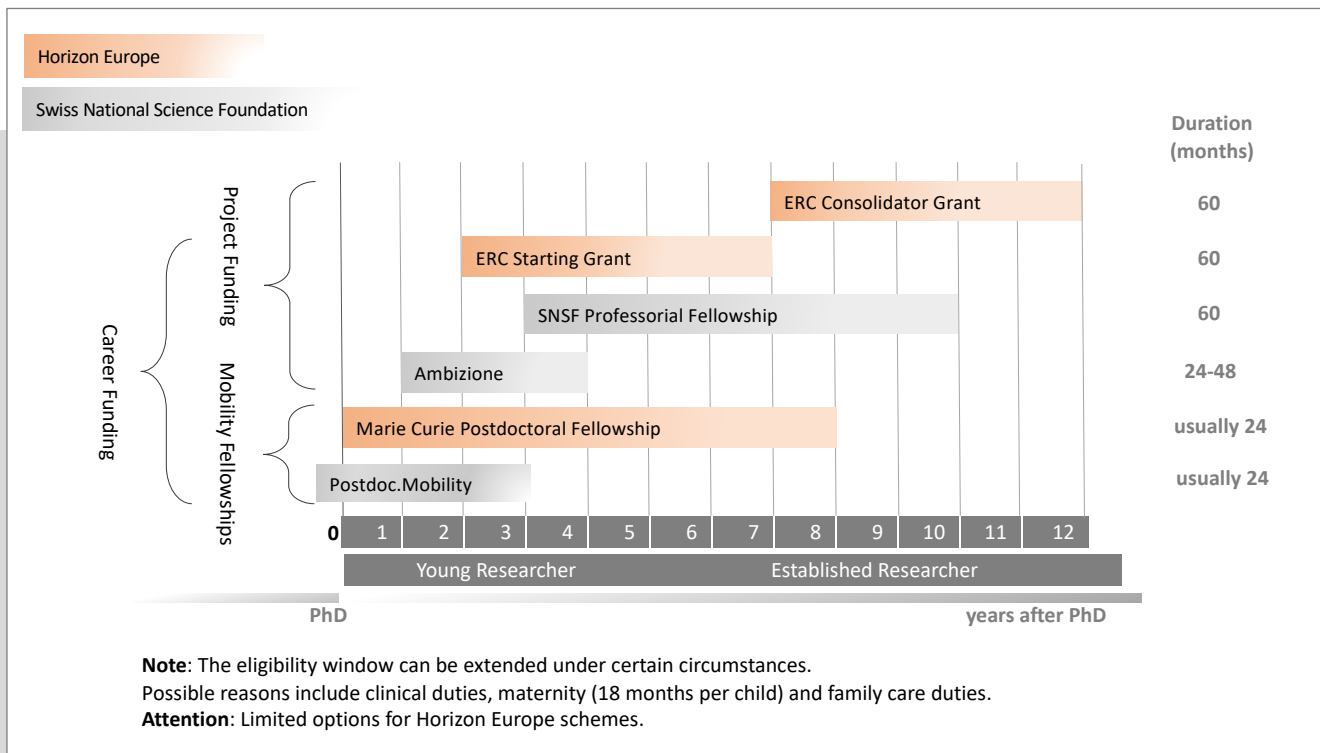 Horizon Europe
Swiss National Science Foundation
Duration
(months)
Career Funding
Project Funding
Mobility Fellowships
ERC Consolidator Grant
60
ERC Starting Grant
60
SNSF Professorial Fellowship
60
Ambizione
24-48
Marie Curie Postdoctoral Fellowship
usually 24
Postdoc.Mobility
usually 24
0 1 2 3 4 5 6 7 8 9 10 11 12
Young Researcher Established Researcher
PhD years after PhD
Note: The eligibility window can be extended under certain circumstances.
Possible reasons include clinical duties, maternity (18 months per child) and family care duties.
Attention: Limited options for Horizon Europe schemes.